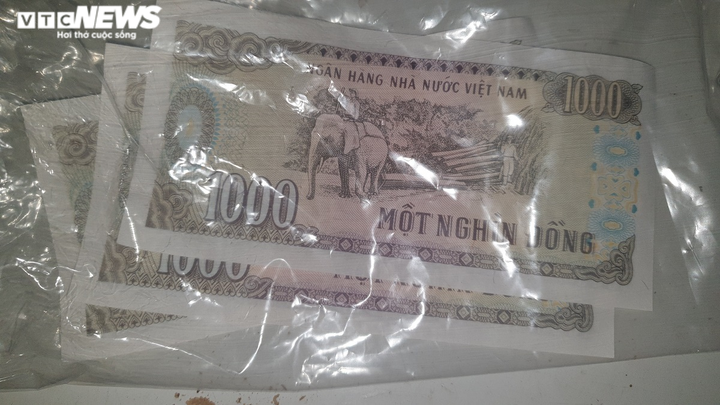 VTC NEWS
Hơi thở cuộc sống
NGÂN HÀNG NHÀ NƯỚC VIỆT NAM
1000
1000
MỘT NGHÌN ĐỒNG
1000